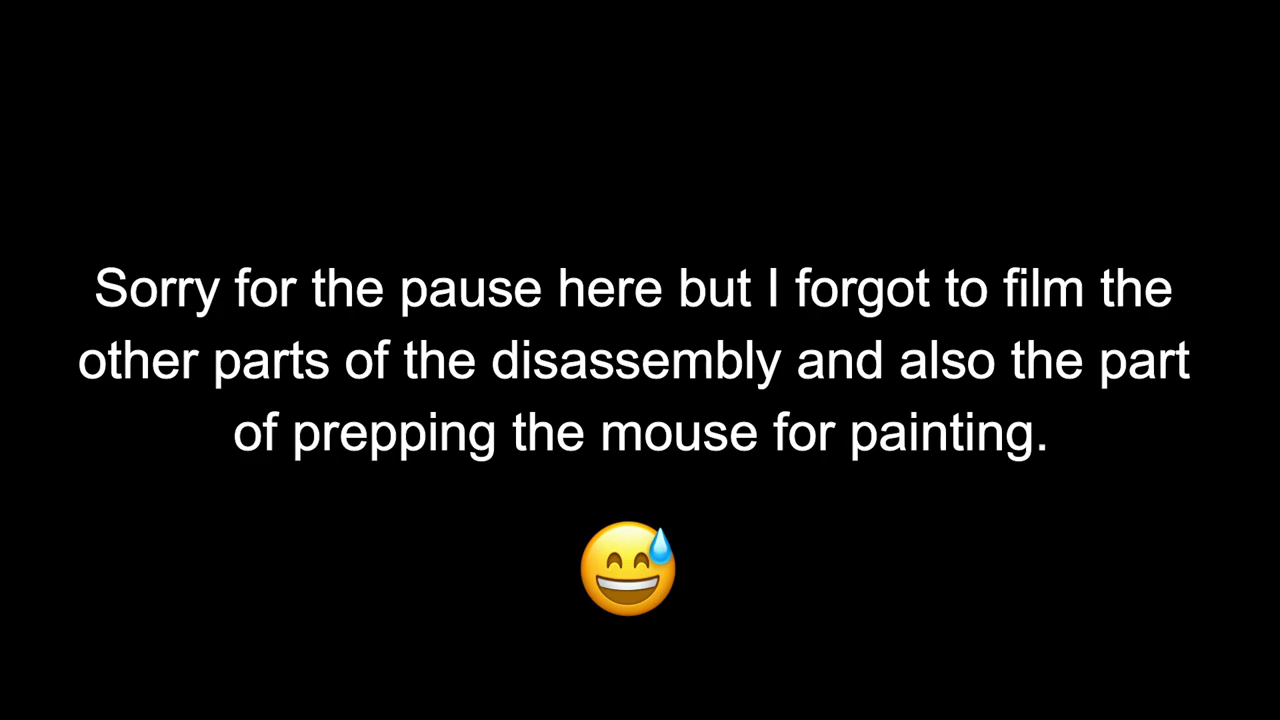 Sorry for the pause here but I forgot to film the
other parts of the disassembly and also the part
of prepping the mouse for painting.